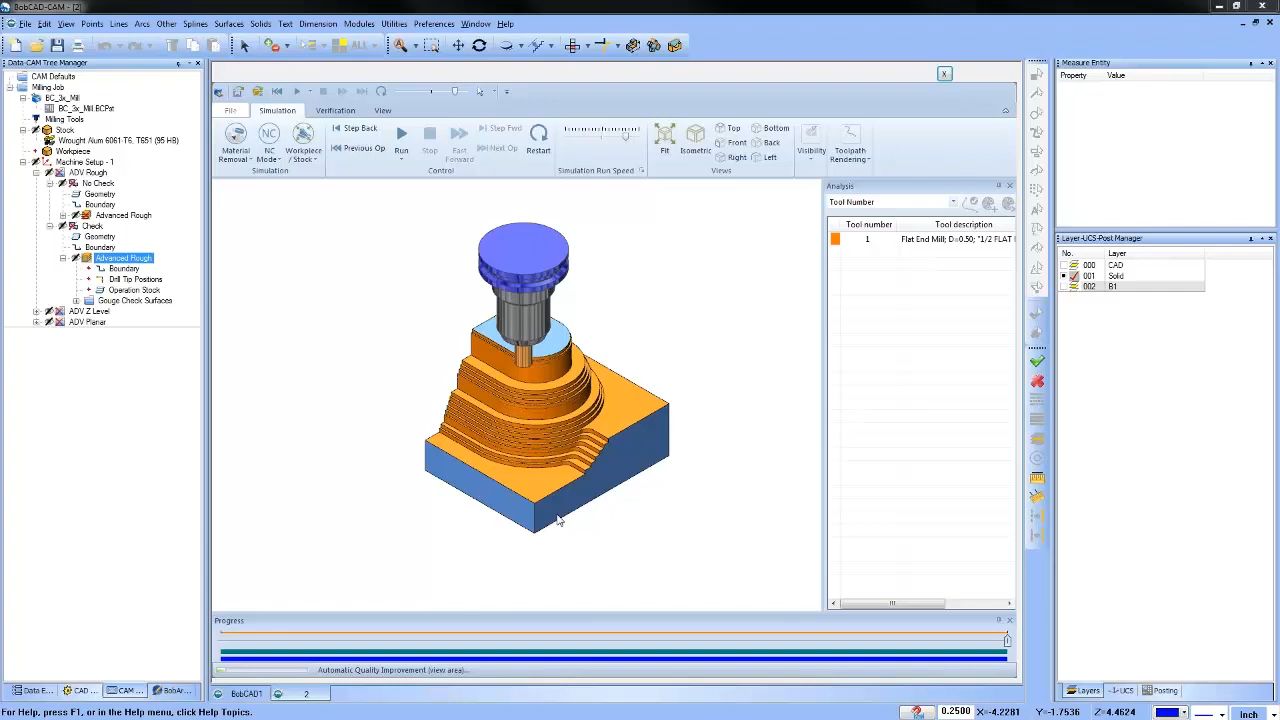 BobCAD-CAM - [2]
File Edit View Points Lines Arcs Other Splines Surfaces Solids Text Dimension Modules Utilities Preferences Window Help
ALL
Data-CAM Tree Manager
CAM Defaults
Milling Job
BC_3x_Mill
BC_3x_Mill.BCPst
Milling Tools
Stock
Wrought Alum 6061-T6, T651 (95 HB)
Workpiece
Machine Setup - 1
ADV Rough
No Check
Geometry
Boundary
Advanced Rough
Check
Geometry
Boundary
Advanced Rough
Boundary
Drill Tip Positions
Operation Stock
Gouge Check Surfaces
ADV Z Level
ADV Planar
Data E... CAD ... CAM ... BobAr...
x
File Simulation Verification View
Material Removal
NC Mode
Workpiece / Stock
Simulation
Step Back
Previous Op
Run
Stop
Fast Forward
Step Fwd
Next Op
Restart
Control
Simulation Run Speed
Fit
Isometric
Top
Front
Right
Bottom
Back
Left
Views
Visibility
Toolpath Rendering
Analysis
Tool Number
Tool number Tool description
1 Flat End Mill; D=0.50; "1/2 FLAT
Progress
Automatic Quality Improvement (view area)...
BobCAD1 2
Measure Entity
Property Value
Layer-UCS-Post Manager
No. Layer
000 CAD
001 Solid
002 B1
Layers UCS Posting
For Help, press F1, or in the Help menu, click Help Topics.
0.2500 X=-4.2281 Y=-1.7536 Z=4.4624 Inch